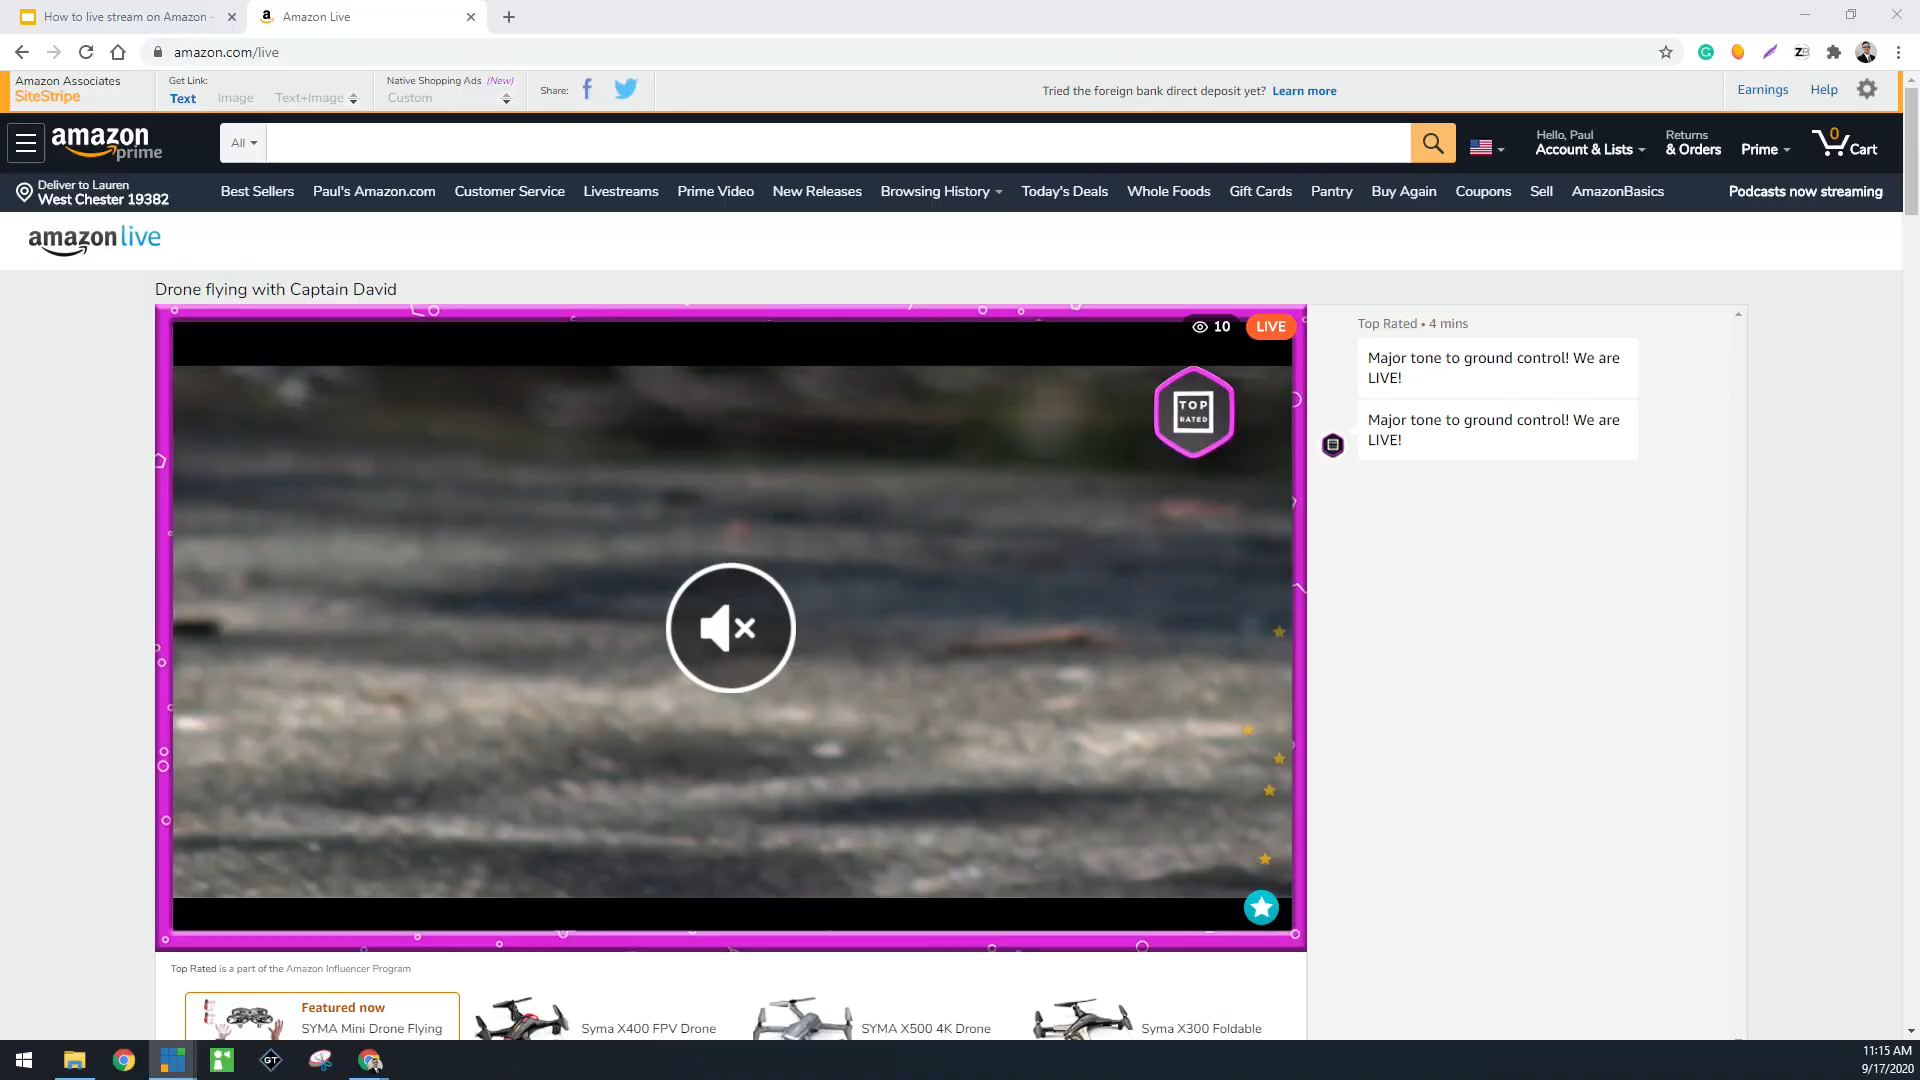 How to live stream on Amazon -
Amazon Live
amazon.com/live
Amazon Associates
SiteStripe
Get Link:
Text
Image
Text+Image
Native Shopping Ads (New)
Custom
Share:
Tried the foreign bank direct deposit yet? Learn more
Earnings
Help
amazon
prime
All
Hello, Paul
Account & Lists
Returns
& Orders
Prime
0
Cart
Deliver to Lauren
West Chester 19382
Best Sellers
Paul's Amazon.com
Customer Service
Livestreams
Prime Video
New Releases
Browsing History
Today's Deals
Whole Foods
Gift Cards
Pantry
Buy Again
Coupons
Sell
AmazonBasics
Podcasts now streaming
amazon live
Drone flying with Captain David
10
LIVE
TOP
RATED
Top Rated • 4 mins
Major tone to ground control! We are
LIVE!
Major tone to ground control! We are
LIVE!
Top Rated is a part of the Amazon Influencer Program
Featured now
SYMA Mini Drone Flying
Syma X400 FPV Drone
SYMA X500 4K Drone
Syma X300 Foldable
GT
11:15 AM
9/17/2020